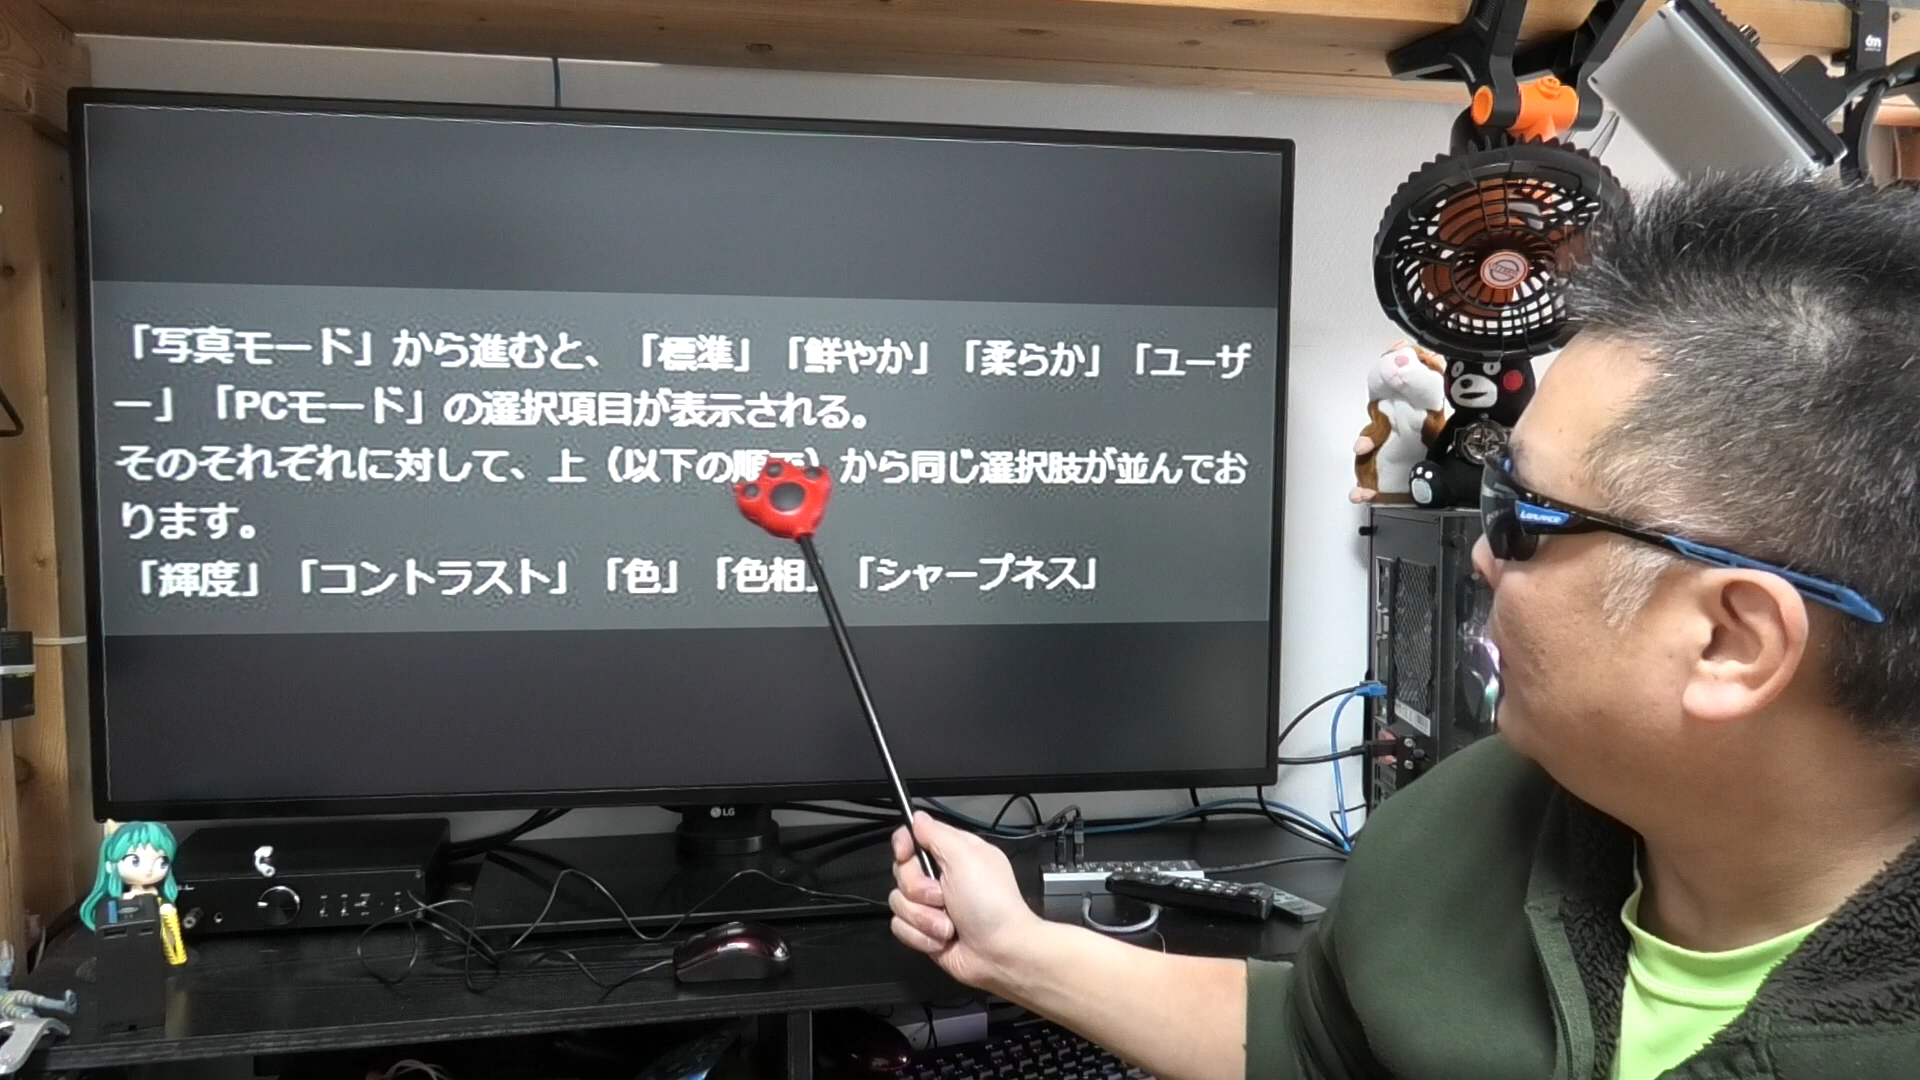 「写真モード」から進むと、「標準」「鮮やか」「柔らか」「ユーザ
ー」「PCモード」の選択項目が表示される。
そのそれぞれに対して、上（以下の順で）から同じ選択肢が並んでお
ります。
「輝度」「コントラスト」「色」「色相」「シャープネス」
LG